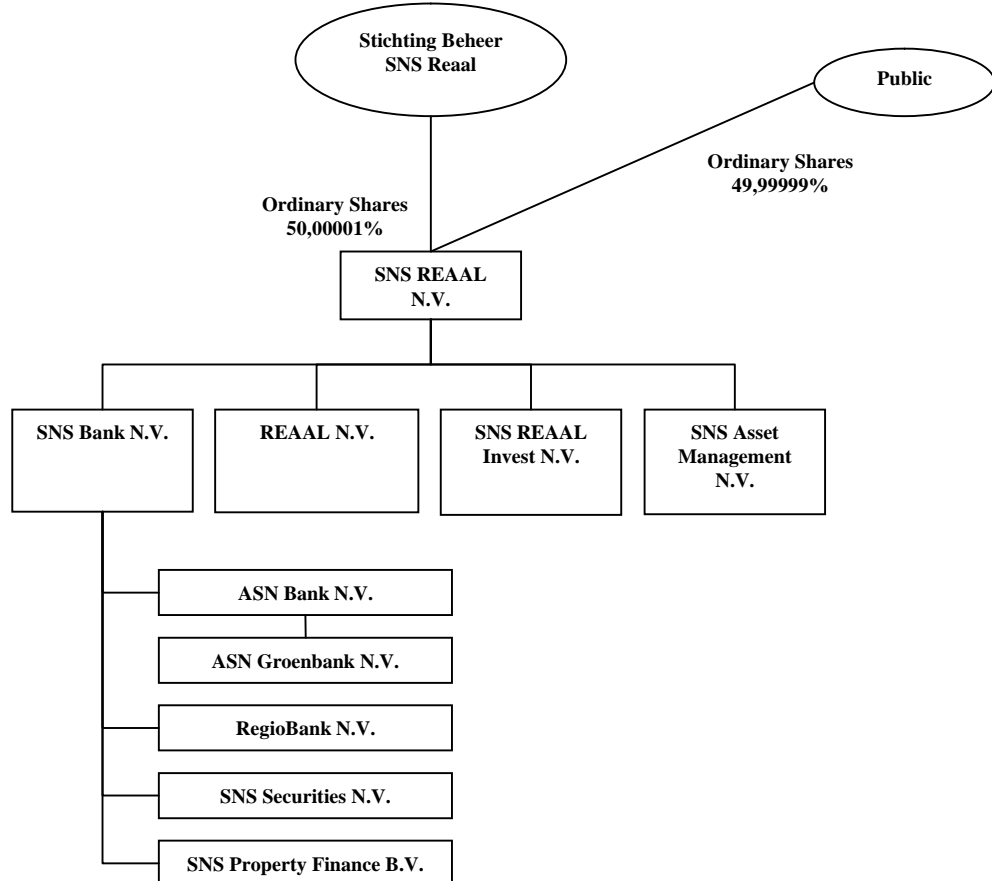 Stichting Beheer
SNS Reaal
Public
Ordinary Shares
49,99999%
Ordinary Shares
50,00001%
SNS REAAL
N.V.
SNS Bank N.V.
REAAL N.V.
SNS REAAL
Invest N.V.
SNS Asset
Management
N.V.
ASN Bank N.V.
ASN Groenbank N.V.
RegioBank N.V.
SNS Securities N.V.
SNS Property Finance B.V.